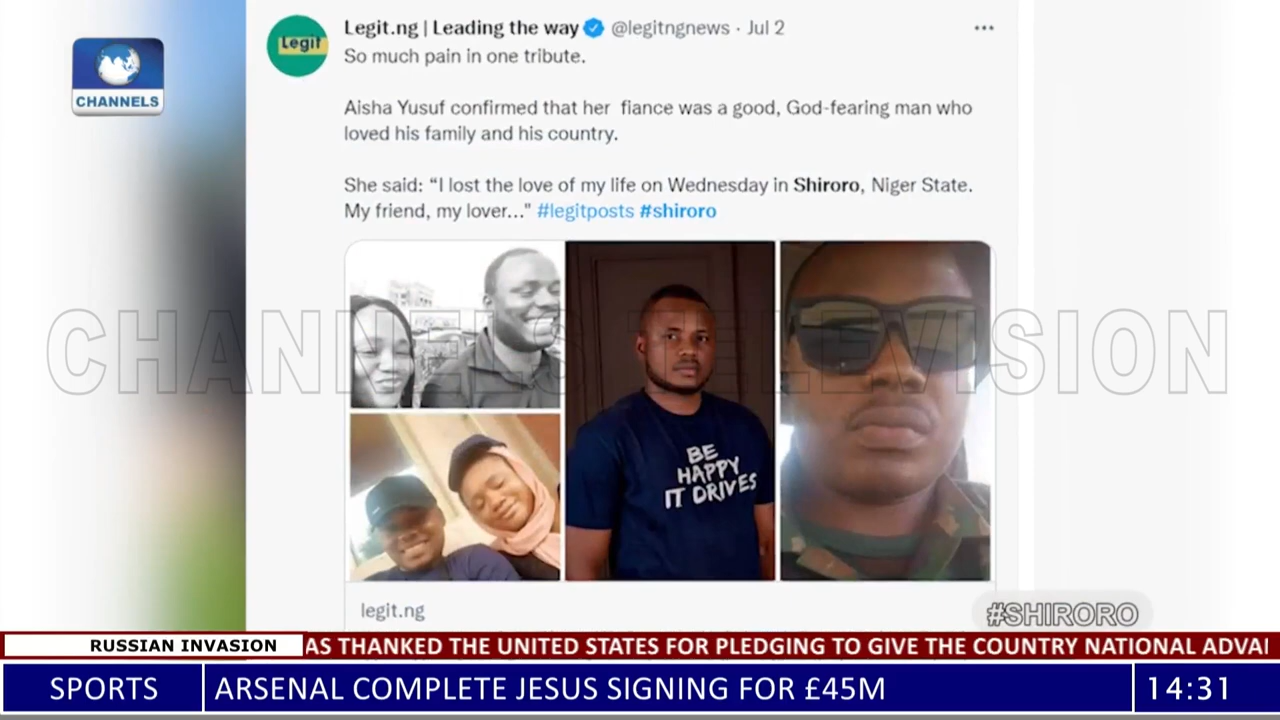 Legit.ng | Leading the way @legitngnews · Jul 2
Legit
So much pain in one tribute.
CHANNELS
Aisha Yusuf confirmed that her fiance was a good, God-fearing man who
loved his family and his country.
She said: “I lost the love of my life on Wednesday in Shiroro, Niger State.
My friend, my lover..." #legitposts #shiroro
CHANNELS TELEVISION
BE
HAPPY
IT DRIVES
legit.ng
#SHIRORO
RUSSIAN INVASION
AS THANKED THE UNITED STATES FOR PLEDGING TO GIVE THE COUNTRY NATIONAL
SPORTS
ARSENAL COMPLETE JESUS SIGNING FOR £45M
14:31